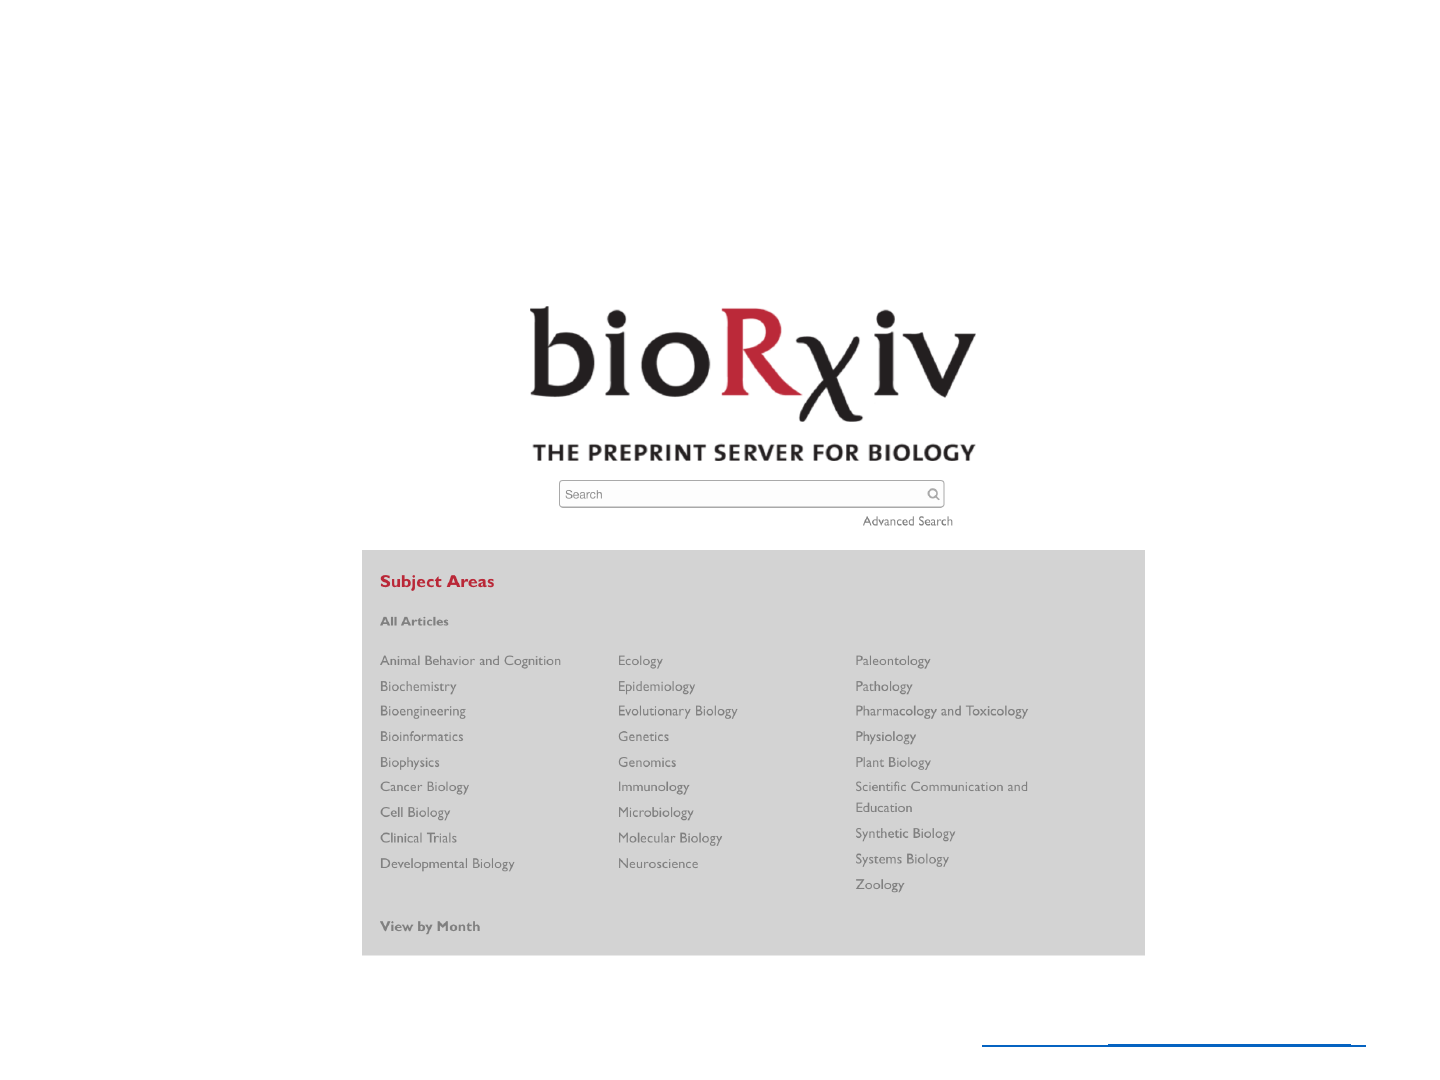 bioRxiv
THE PREPRINT SERVER FOR BIOLOGY
Search
Advanced Search
Subject Areas
All Articles
Animal Behavior and Cognition
Biochemistry
Bioengineering
Bioinformatics
Biophysics
Cancer Biology
Cell Biology
Clinical Trials
Developmental Biology
Ecology
Epidemiology
Evolutionary Biology
Genetics
Genomics
Immunology
Microbiology
Molecular Biology
Neuroscience
Paleontology
Pathology
Pharmacology and Toxicology
Physiology
Plant Biology
Scientific Communication and
Education
Synthetic Biology
Systems Biology
Zoology
View by Month